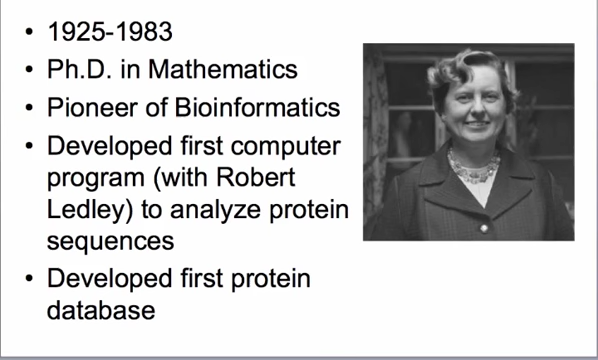 • 1925-1983
• Ph.D. in Mathematics
• Pioneer of Bioinformatics
• Developed first computer
program (with Robert
Ledley) to analyze protein
sequences
• Developed first protein
database